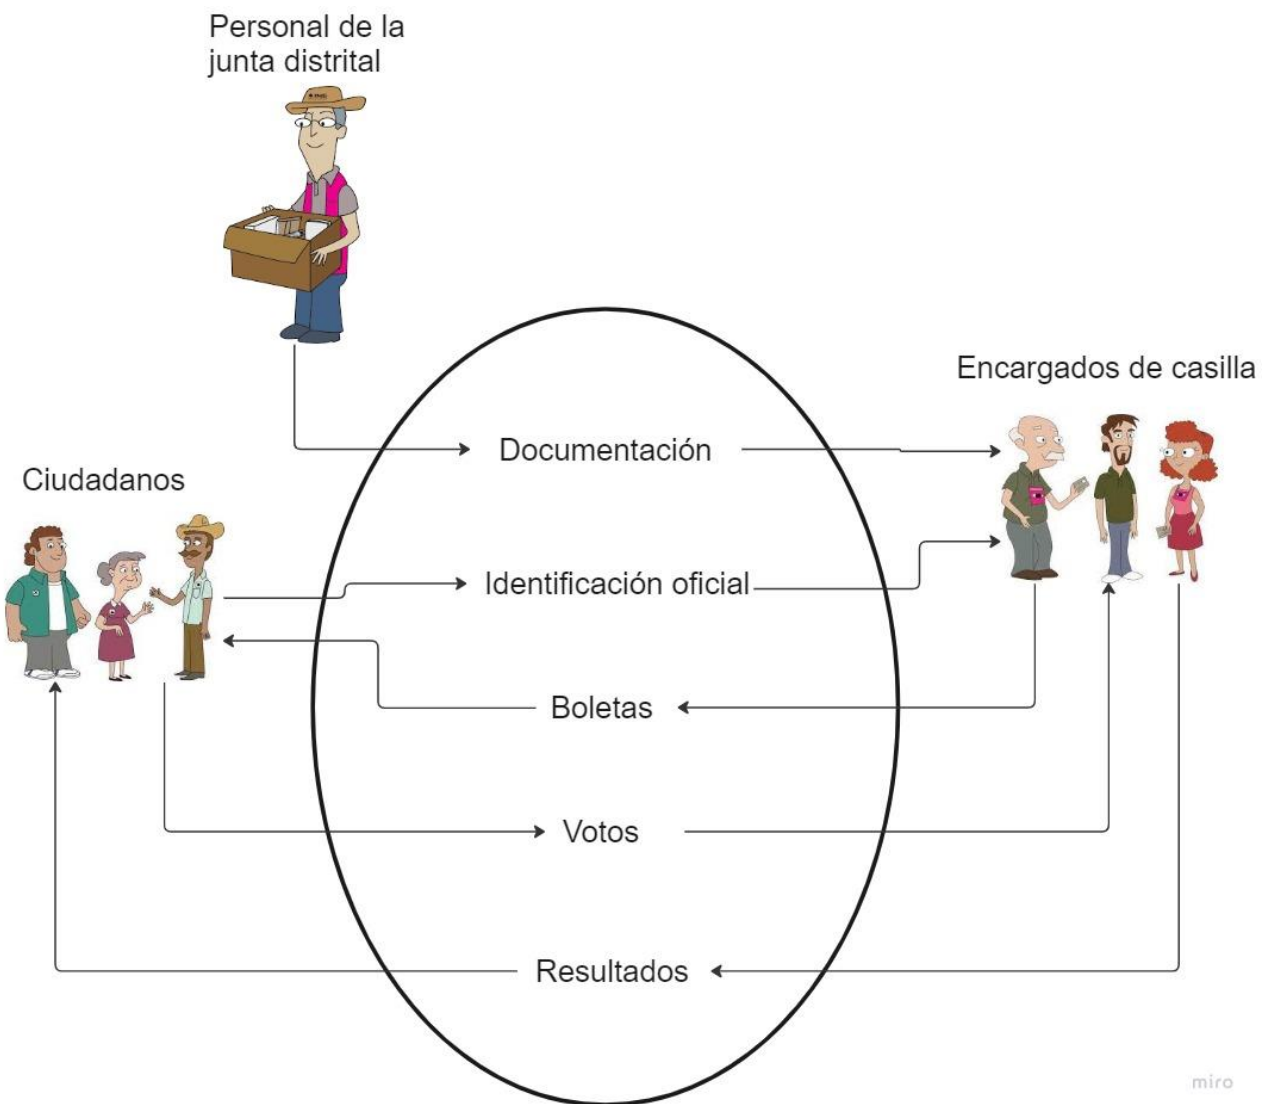 Personal de la
junta distrital
Encargados de casilla
Documentación
Ciudadanos
Identificación oficial
Boletas
Votos
Resultados
miro